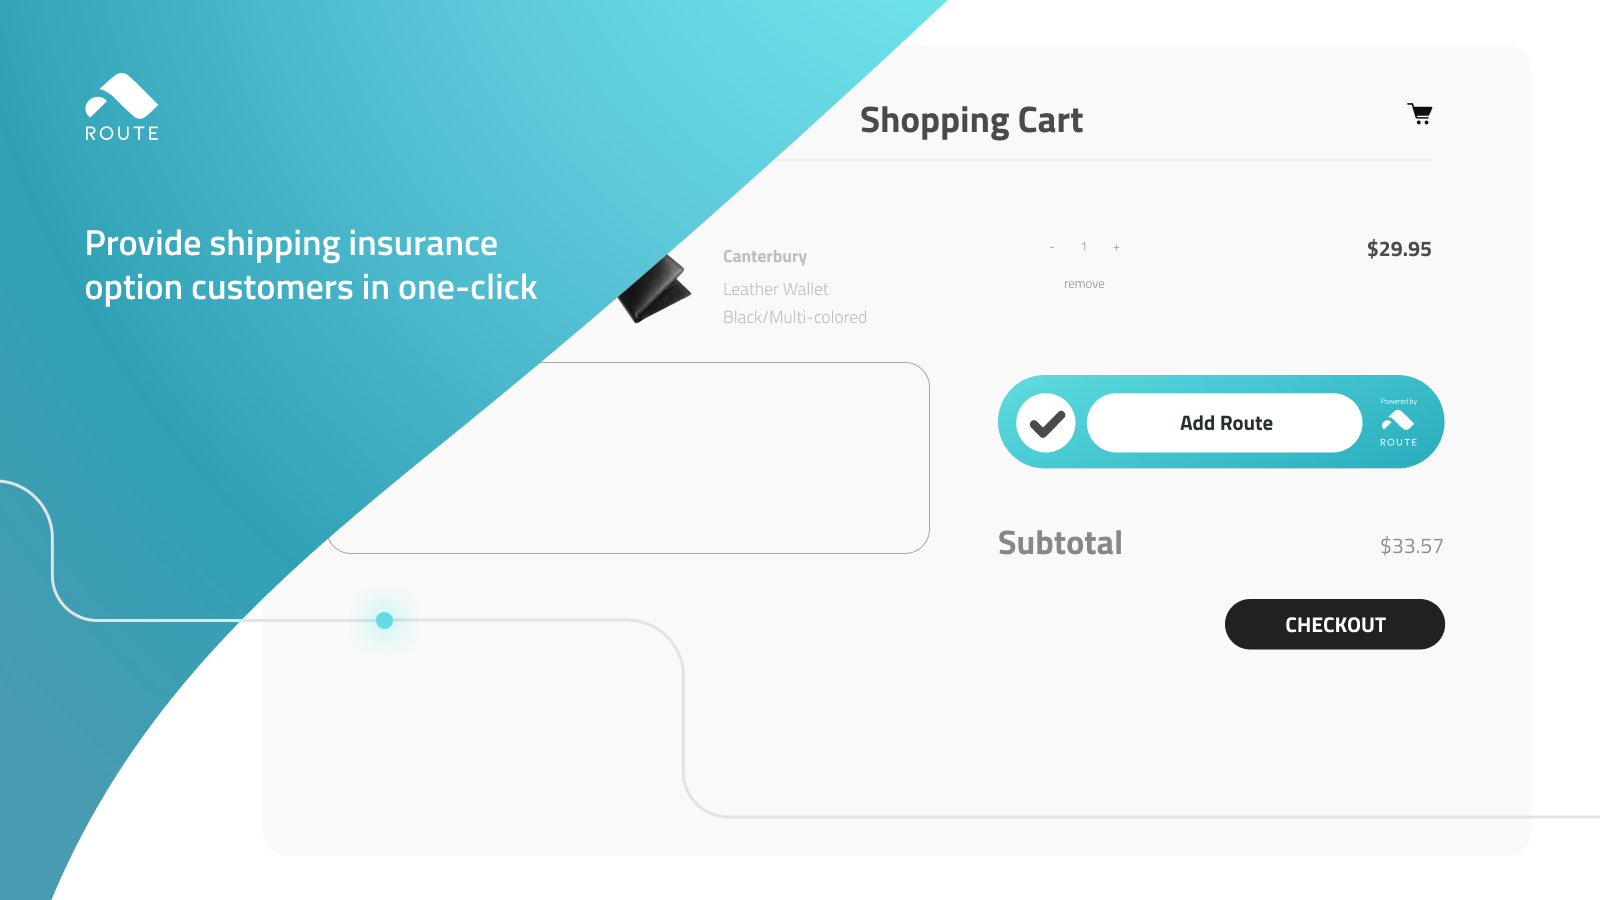 ROUTE
Provide shipping insurance
option customers in one-click
Shopping Cart
Canterbury
Leather Wallet
Black/Multi-colored
- 1 +
remove
$29.95
Add Route
Powered by
ROUTE
Subtotal
$33.57
CHECKOUT